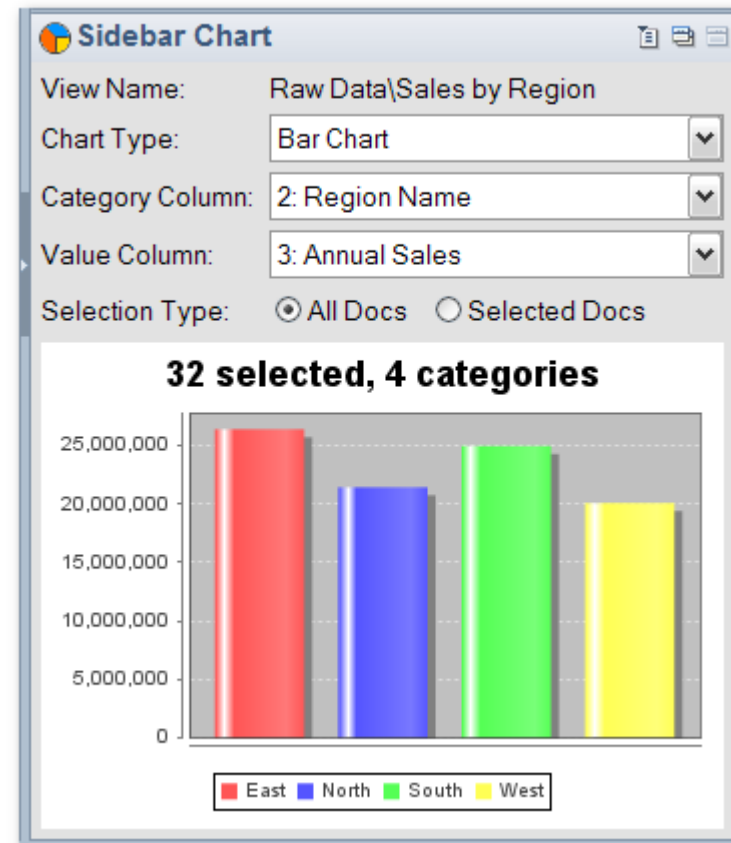 Sidebar Chart
View Name: Raw Data\Sales by Region
Chart Type: Bar Chart
Category Column: 2: Region Name
Value Column: 3: Annual Sales
Selection Type: All Docs Selected Docs
32 selected, 4 categories
25,000,000
20,000,000
15,000,000
10,000,000
5,000,000
0
East North South West